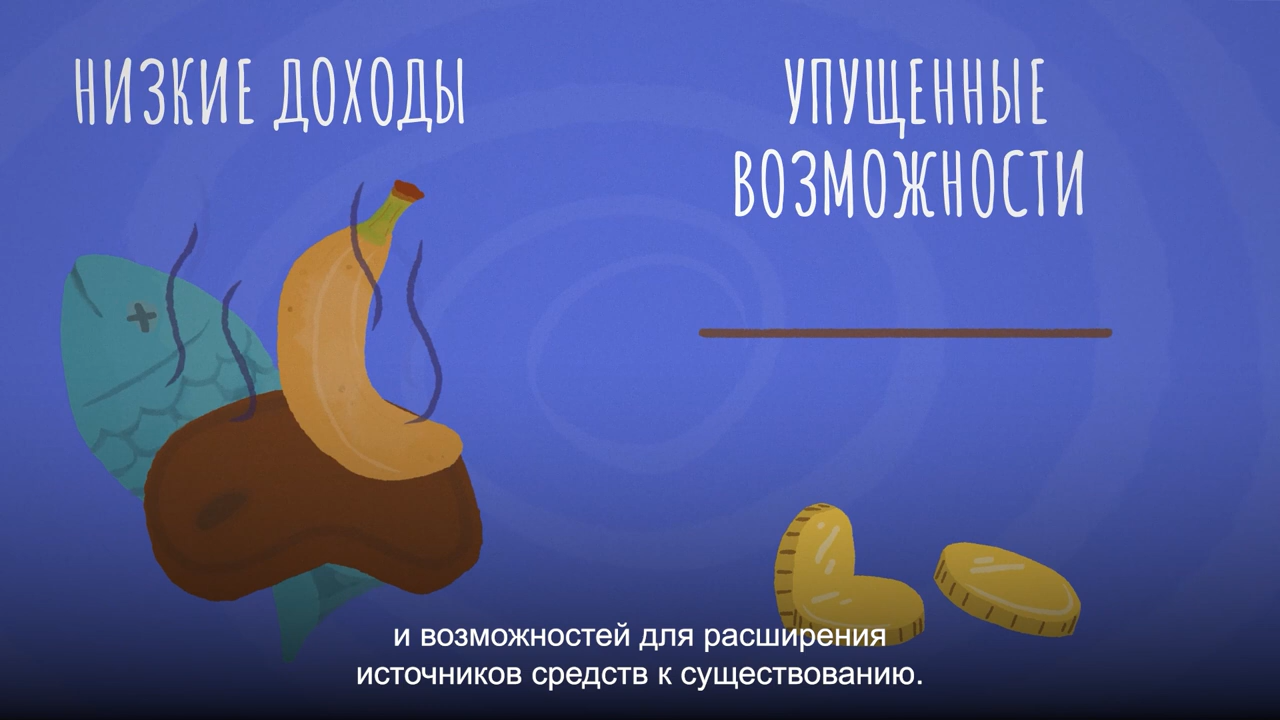 НИЗКИЕ ДОХОДЫ
УПУЩЕННЫЕ
ВОЗМОЖНОСТИ
и возможностей для расширения
источников средств к существованию.